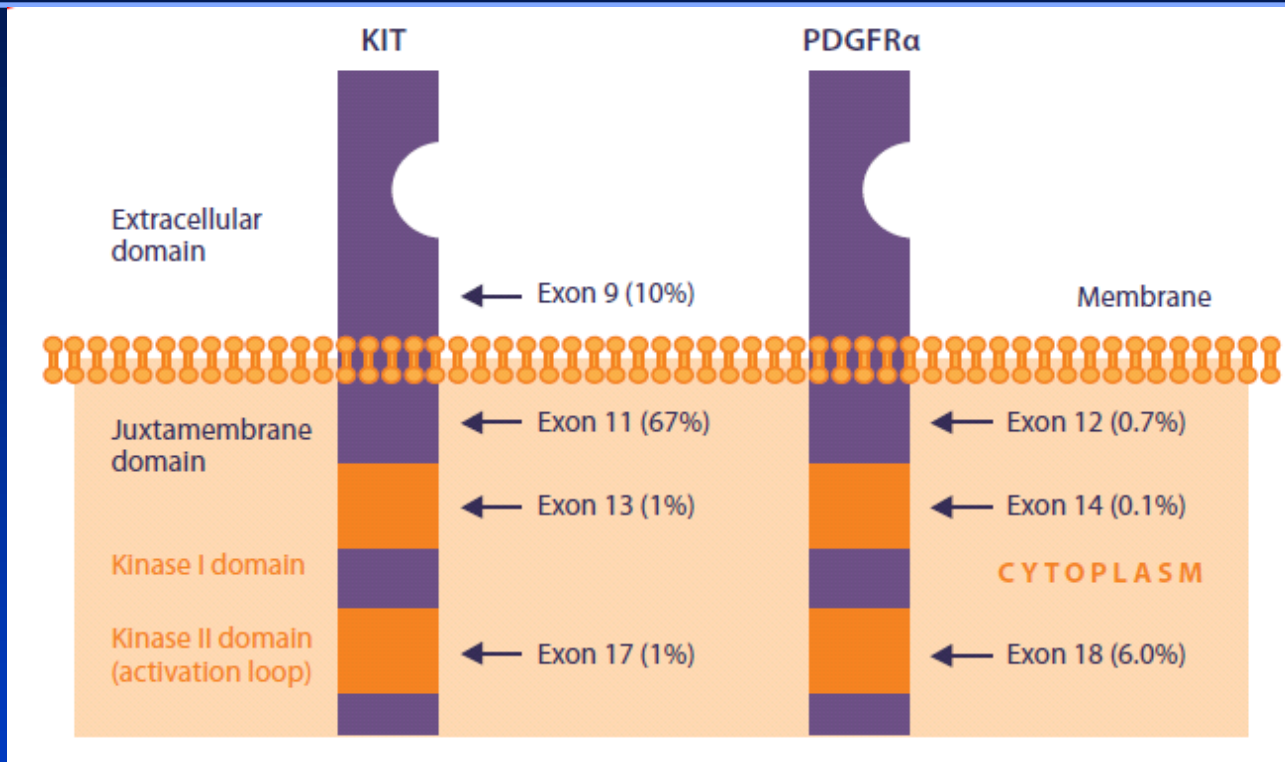 KIT
PDGFRα
Extracellular
domain
Exon 9 (10%)
Membrane
Juxtamembrane
domain
Exon 11 (67%)
Exon 12 (0.7%)
Exon 13 (1%)
Exon 14 (0.1%)
Kinase I domain
CYTOPLASM
Kinase II domain
(activation loop)
Exon 17 (1%)
Exon 18 (6.0%)